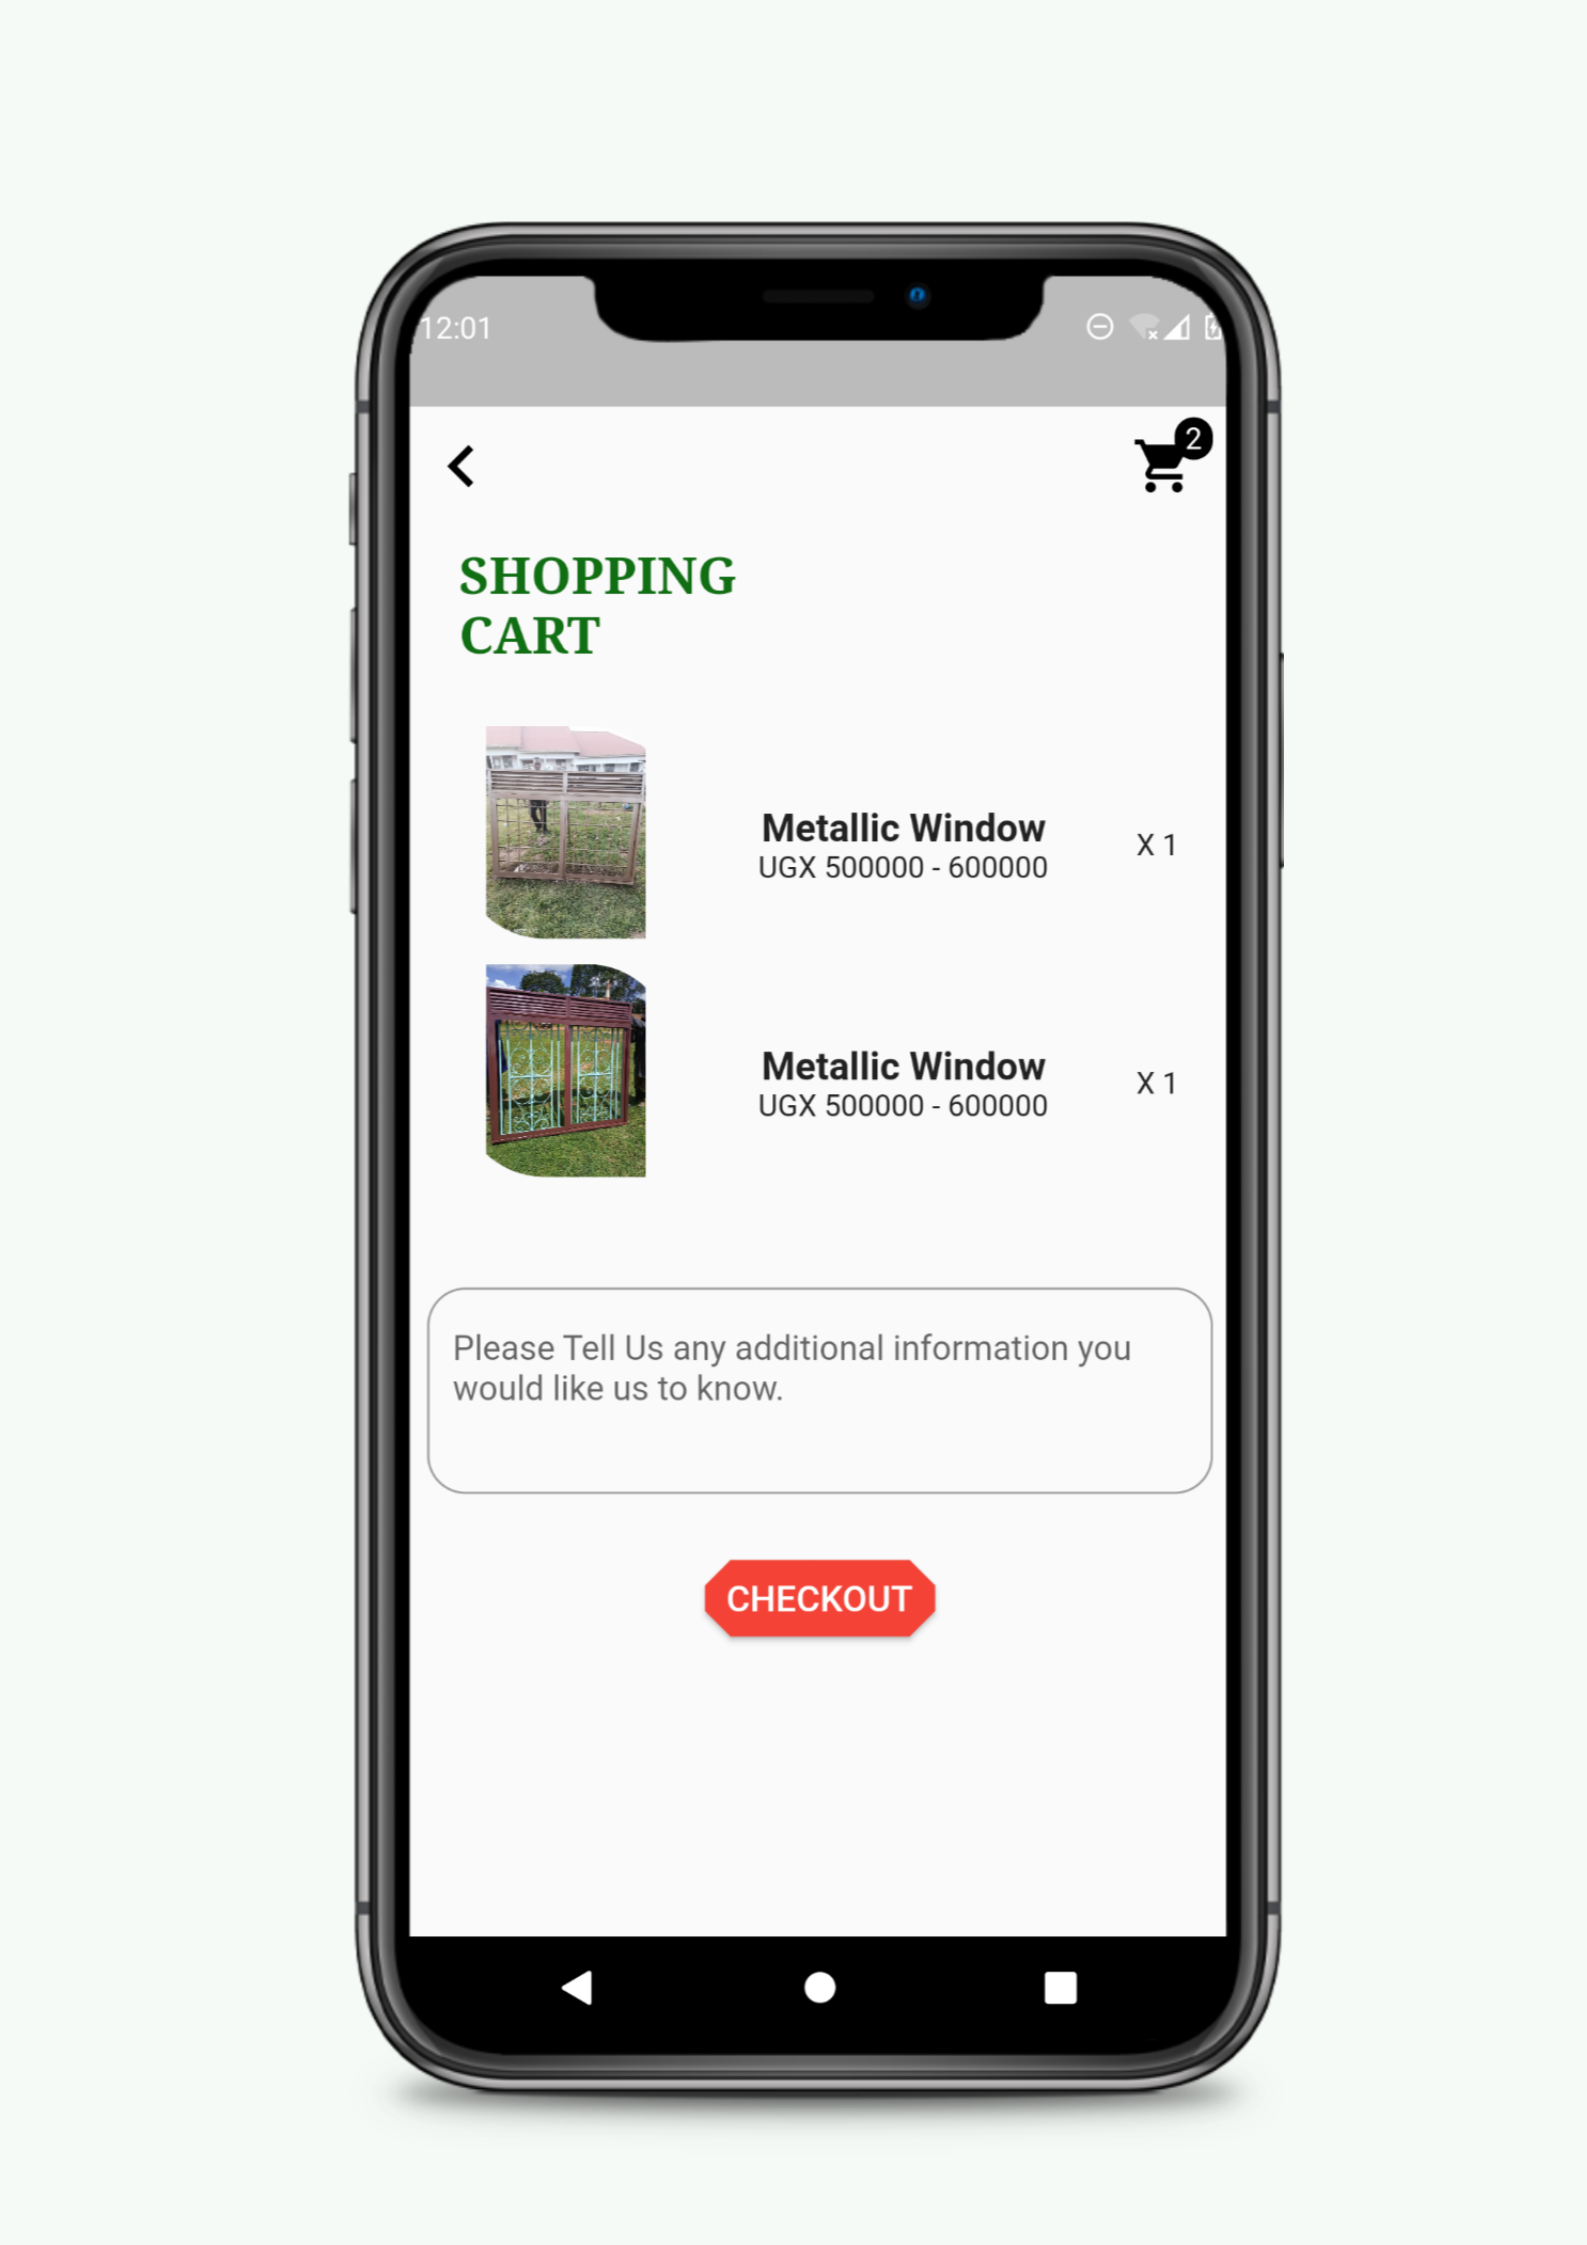 12:01
2
SHOPPING
CART
Metallic Window
UGX 500000 - 600000
X 1
Metallic Window
UGX 500000 - 600000
X 1
Please Tell Us any additional information you
would like us to know.
CHECKOUT